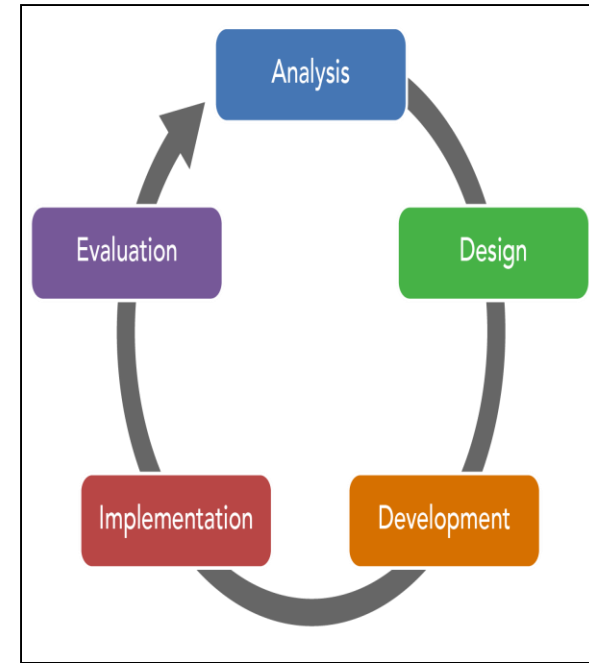 Analysis
Design
Development
Implementation
Evaluation